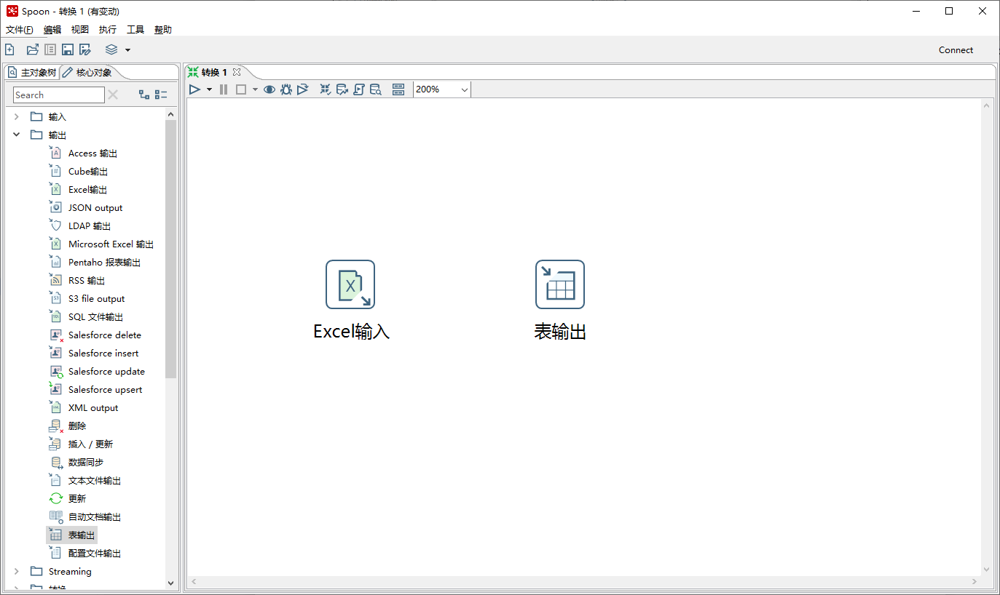 Spoon - 转换 1 (有变动)
文件(F) 编辑 视图 执行 工具 帮助
Connect
主对象树 核心对象
转换 1
Search
200%
输入
输出
Access 输出
Cube输出
Excel输出
JSON output
LDAP 输出
Microsoft Excel 输出
Pentaho 报表输出
RSS 输出
S3 file output
SQL 文件输出
Salesforce delete
Salesforce insert
Salesforce update
Salesforce upsert
XML output
删除
插入 / 更新
数据同步
文本文件输出
更新
自动文档输出
表输出
配置文件输出
Streaming
转换
Excel输入
表输出